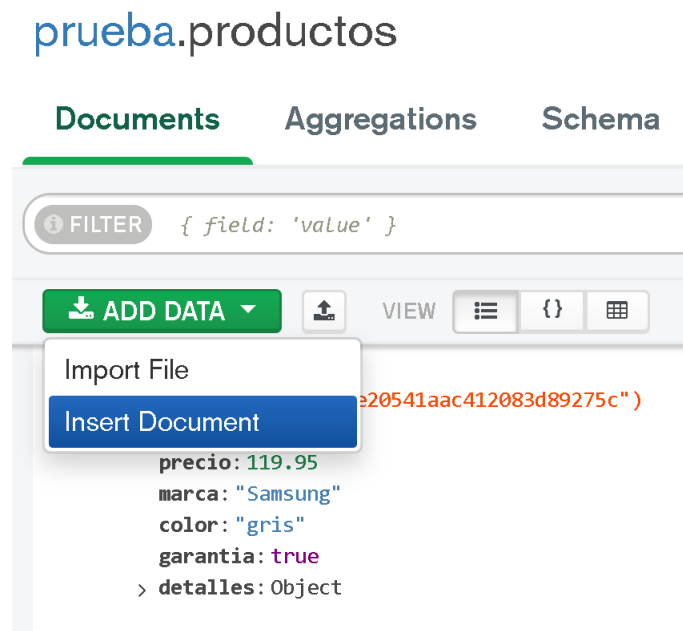 prueba.productos
Documents Aggregations Schema
FILTER { field: 'value' }
ADD DATA VIEW {}
Import File
e20541aac412083d89275c")
Insert Document
precio: 119.95
marca: "Samsung"
color: "gris"
garantia: true
> detalles: Object